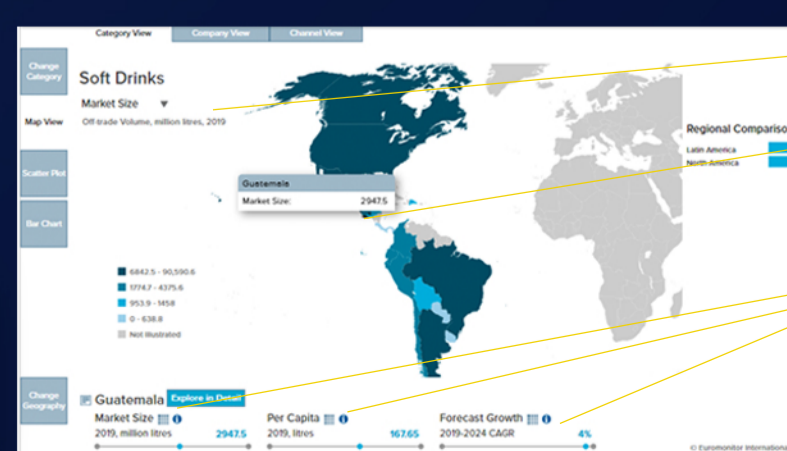 Category View Company View Channel View
Change Category
Soft Drinks
Market Size
Map View
Off-trade Volume, million litres, 2019
Regional Compariso
Latin America
North America
Scatter Plot
Guatemala
Market Size: 2947.5
Bar Chart
6842.5 - 90,590.6
1774.7 - 4375.6
953.9 - 1458
0 - 638.8
Not illustrated
Change Geography
Guatemala Explore in Detail
Market Size Per Capita Forecast Growth
2019, million litres 2947.5 2019, litres 167.65 2019-2024 CAGR 4%
© Euromonitor International